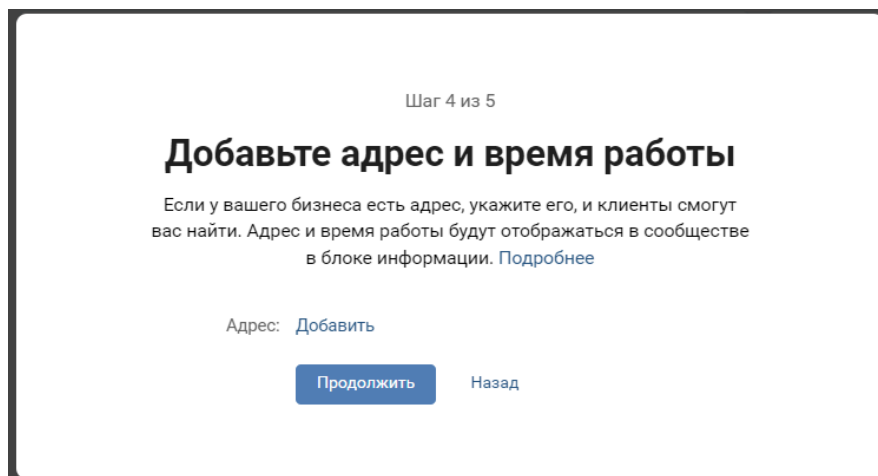 Шаг 4 из 5
Добавьте адрес и время работы
Если у вашего бизнеса есть адрес, укажите его, и клиенты смогут
вас найти. Адрес и время работы будут отображаться в сообществе
в блоке информации. Подробнее
Адрес: Добавить
Продолжить Назад